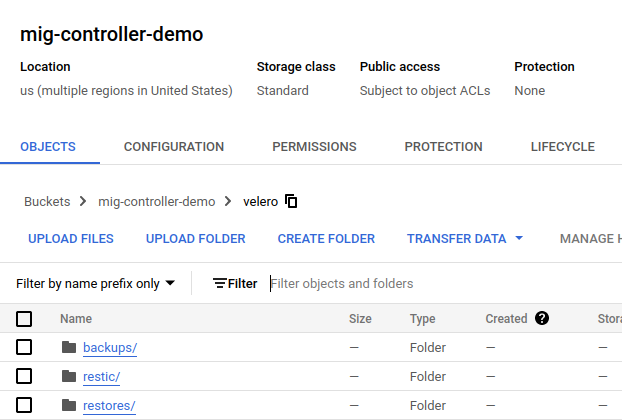 mig-controller-demo
Location Storage class Public access Protection
us (multiple regions in United States) Standard Subject to object ACLs None
OBJECTS CONFIGURATION PERMISSIONS PROTECTION LIFECYCLE
Buckets > mig-controller-demo > velero
UPLOAD FILES UPLOAD FOLDER CREATE FOLDER TRANSFER DATA MANAGE H
Filter by name prefix only Filter Filter objects and folders
Name Size Type Created ? Stora
backups/ — Folder — —
restic/ — Folder — —
restores/ — Folder — —